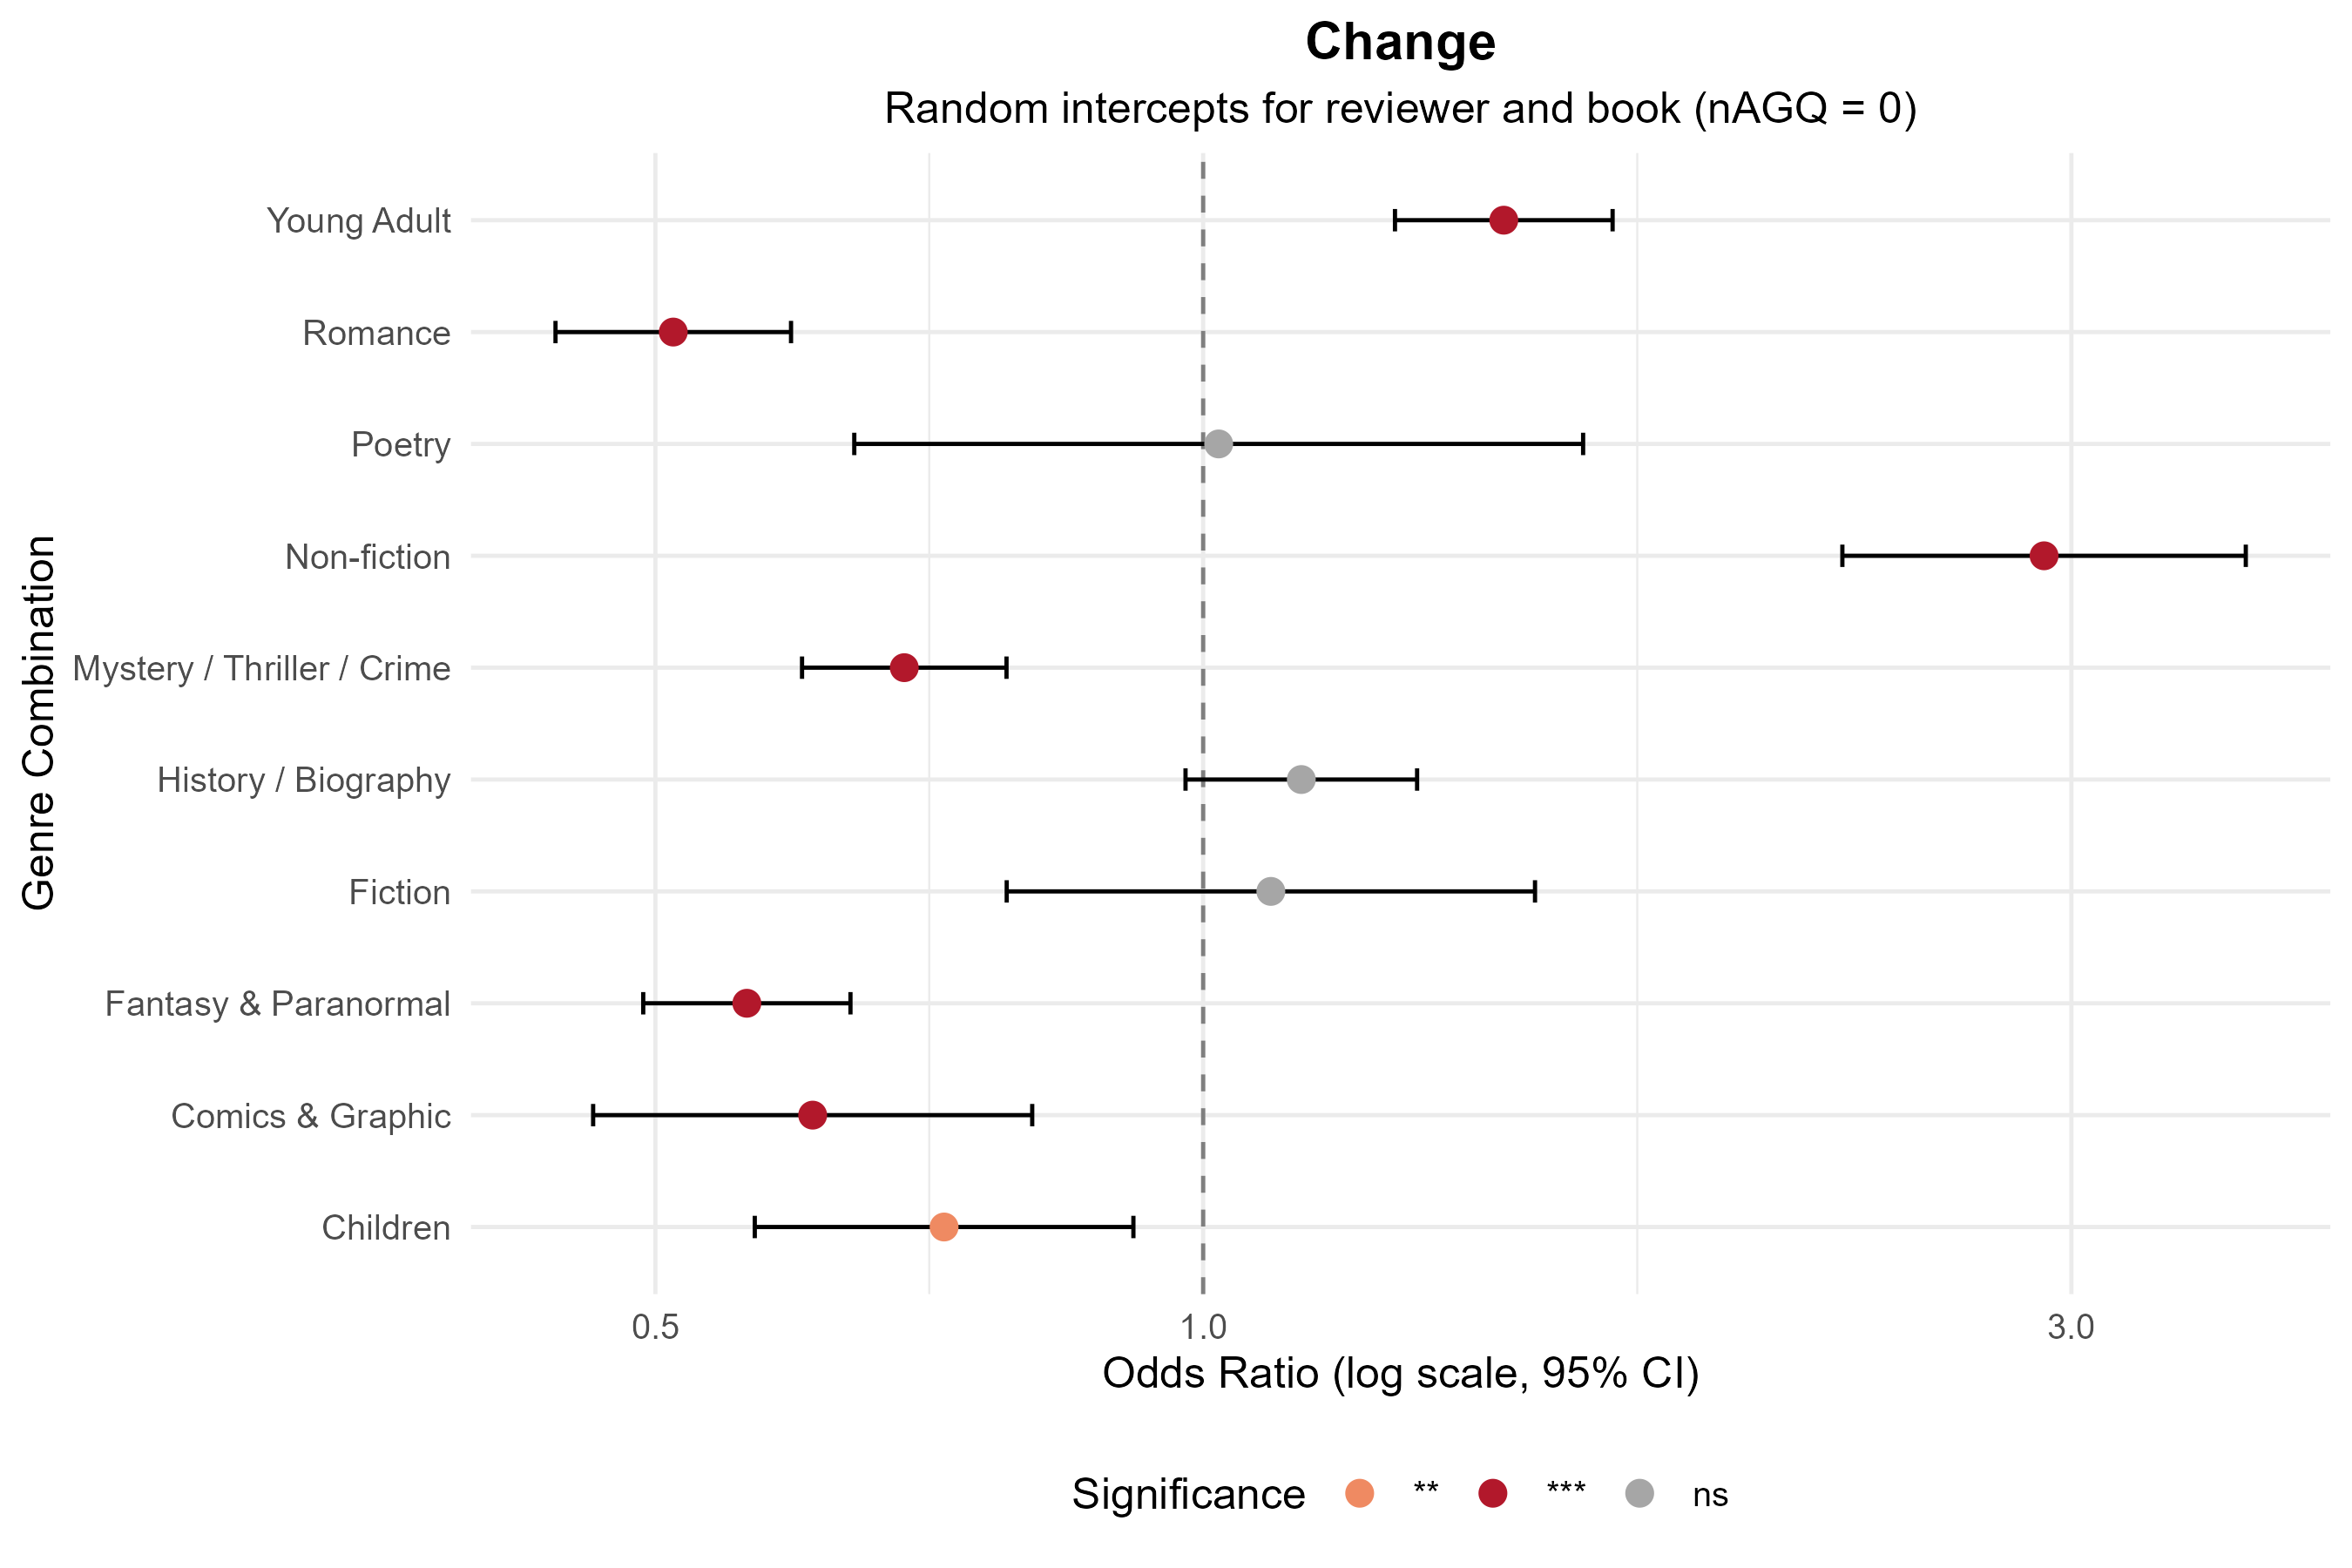 Change
Random intercepts for reviewer and book (nAGQ = 0)
Genre Combination
Young Adult
Romance
Poetry
Non-fiction
Mystery / Thriller / Crime
History / Biography
Fiction
Fantasy & Paranormal
Comics & Graphic
Children
0.5 1.0 3.0
Odds Ratio (log scale, 95% CI)
Significance ** *** ns